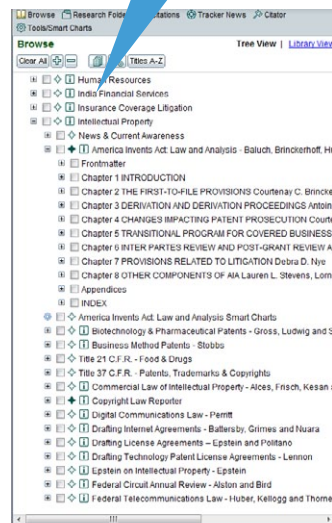 Browse Research Folde itations Tracker News Citator
Tools/Smart Charts
Browse Tree View | Library View
Clear All Titles A-Z
Human Resources
India Financial Services
Insurance Coverage Litigation
Intellectual Property
News & Current Awareness
America Invents Act: Law and Analysis - Baluch, Brinckerhoff, H
Frontmatter
Chapter 1 INTRODUCTION
Chapter 2 THE FIRST-TO-FILE PROVISIONS Courtenay C. Brincke
Chapter 3 DERIVATION AND DERIVATION PROCEEDINGS Antoin
Chapter 4 CHANGES IMPACTING PATENT PROSECUTION Courte
Chapter 5 TRANSITIONAL PROGRAM FOR COVERED BUSINESS
Chapter 6 INTER PARTES REVIEW AND POST-GRANT REVIEW A
Chapter 7 PROVISIONS RELATED TO LITIGATION Debra D. Nye
Chapter 8 OTHER COMPONENTS OF AIA Lauren L. Stevens, Lorn
Appendices
INDEX
America Invents Act: Law and Analysis Smart Charts
Biotechnology & Pharmaceutical Patents - Gross, Ludwig and S
Business Method Patents - Stobbs
Title 21 C.F.R. - Food & Drugs
Title 37 C.F.R. - Patents, Trademarks & Copyrights
Commercial Law of Intellectual Property - Alces, Frisch, Kesan a
Copyright Law Reporter
Digital Communications Law - Perritt
Drafting Internet Agreements - Battersby, Grimes and Nuara
Drafting License Agreements – Epstein and Politano
Drafting Technology Patent License Agreements - Lennon
Epstein on Intellectual Property - Epstein
Federal Circuit Annual Review - Alston and Bird
Federal Telecommunications Law - Huber, Kellogg and Thorne